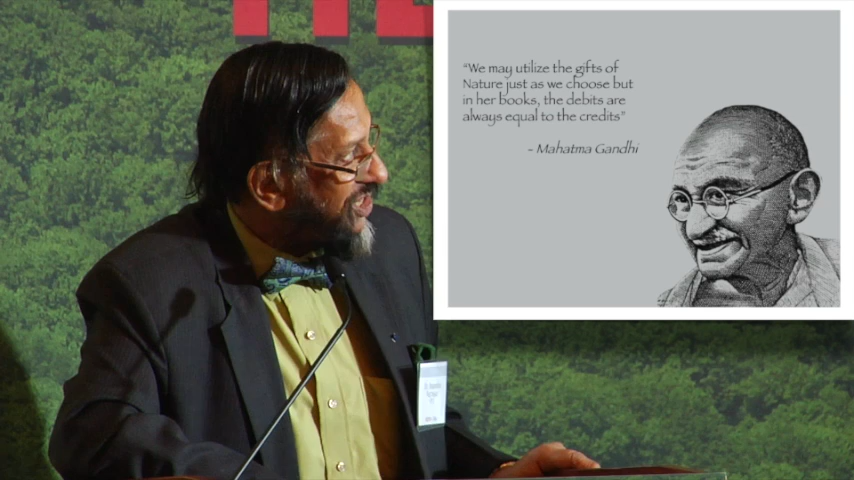 “We may utilize the gifts of
Nature just as we choose but
in her books, the debits are
always equal to the credits”
- Mahatma Gandhi